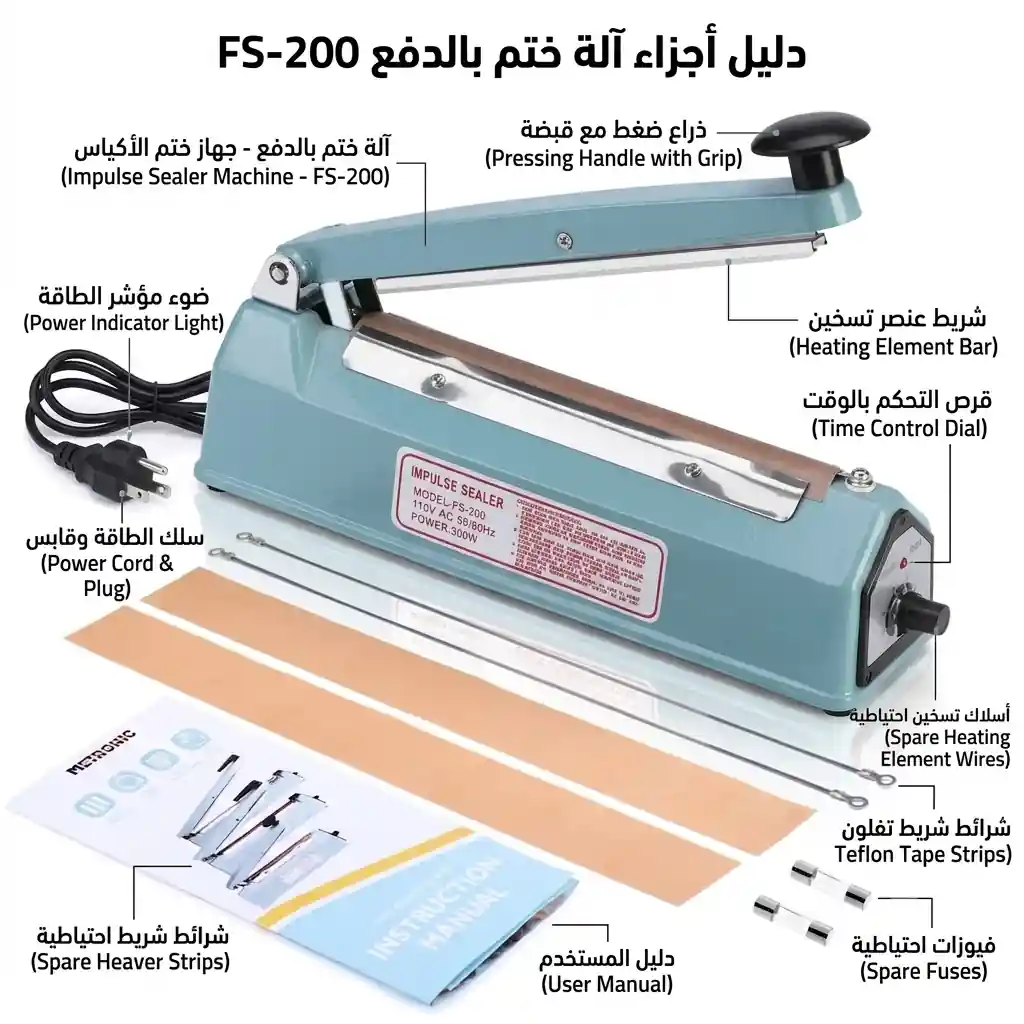 دليل أجزاء آلة ختم بالدفع FS-200
آلة ختم بالدفع - جهاز ختم الأكياس
(Impulse Sealer Machine - FS-200)
ذراع ضغط مع قبضة
(Pressing Handle with Grip)
ضوء مؤشر الطاقة
(Power Indicator Light)
شريط عنصر تسخين
(Heating Element Bar)
قرص التحكم بالوقت
(Time Control Dial)
IMPULSE SEALER
MODEL-FS-200
110V AC S6/80Hz
POWER.300W
سلك الطاقة وقابس
(Power Cord &
Plug)
أسلاك تسخين احتياطية
(Spare Heating
Element Wires)
METRONIC
شرائط شريط تفلون
Teflon Tape Strips)
INSTRUCTION
MANUAL
شرائط شريط احتياطية
(Spare Heaver Strips)
دليل المستخدم
(User Manual)
فيوزات احتياطية
(Spare Fuses)